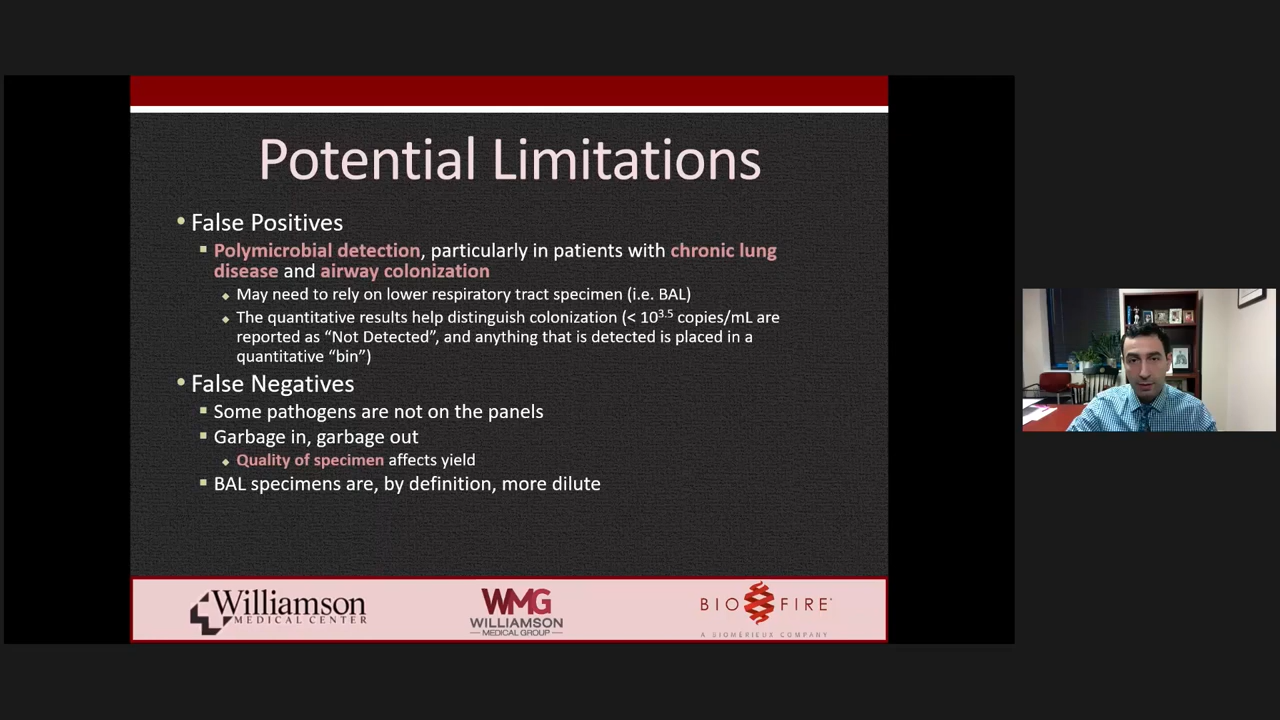 Potential Limitations
• False Positives
▪ Polymicrobial detection, particularly in patients with chronic lung
disease and airway colonization
⬥ May need to rely on lower respiratory tract specimen (i.e. BAL)
⬥ The quantitative results help distinguish colonization (< 10³·⁵ copies/mL are
reported as “Not Detected”, and anything that is detected is placed in a
quantitative “bin”)
• False Negatives
▪ Some pathogens are not on the panels
▪ Garbage in, garbage out
⬥ Quality of specimen affects yield
▪ BAL specimens are, by definition, more dilute
Williamson
MEDICAL CENTER
WMG
WILLIAMSON
MEDICAL GROUP
BIO FIRE
A BIOMÉRIEUX COMPANY